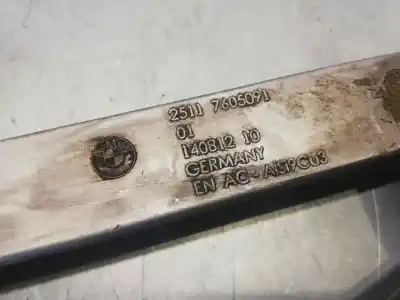 2511 7605091
01
140812 10
GERMANY
EN AC - AlSi9Cu3